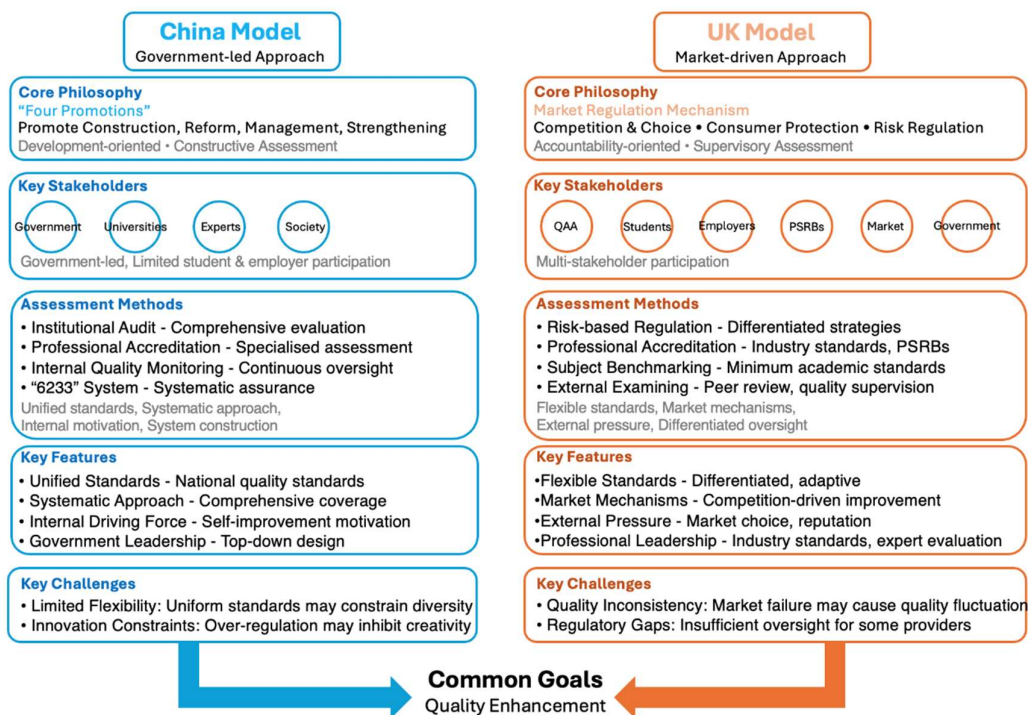 China Model
Government-led Approach
Core Philosophy
“Four Promotions”
Promote Construction, Reform, Management, Strengthening
Development-oriented · Constructive Assessment
Key Stakeholders
Government
Universities
Experts
Society
Government-led, Limited student & employer participation
Assessment Methods
• Institutional Audit - Comprehensive evaluation
• Professional Accreditation - Specialised assessment
• Internal Quality Monitoring - Continuous oversight
• “6233” System - Systematic assurance
Unified standards, Systematic approach,
Internal motivation, System construction
Key Features
• Unified Standards - National quality standards
• Systematic Approach - Comprehensive coverage
• Internal Driving Force - Self-improvement motivation
• Government Leadership - Top-down design
Key Challenges
• Limited Flexibility: Uniform standards may constrain diversity
• Innovation Constraints: Over-regulation may inhibit creativity
UK Model
Market-driven Approach
Core Philosophy
Market Regulation Mechanism
Competition & Choice • Consumer Protection • Risk Regulation
Accountability-oriented · Supervisory Assessment
Key Stakeholders
QAA
Students
Employers
PSRBs
Market
Government
Multi-stakeholder participation
Assessment Methods
• Risk-based Regulation - Differentiated strategies
• Professional Accreditation - Industry standards, PSRBs
• Subject Benchmarking - Minimum academic standards
• External Examining - Peer review, quality supervision
Flexible standards, Market mechanisms,
External pressure, Differentiated oversight
Key Features
•Flexible Standards - Differentiated, adaptive
•Market Mechanisms - Competition-driven improvement
•External Pressure - Market choice, reputation
•Professional Leadership - Industry standards, expert evaluation
Key Challenges
• Quality Inconsistency: Market failure may cause quality fluctuation
• Regulatory Gaps: Insufficient oversight for some providers
Common Goals
Quality Enhancement